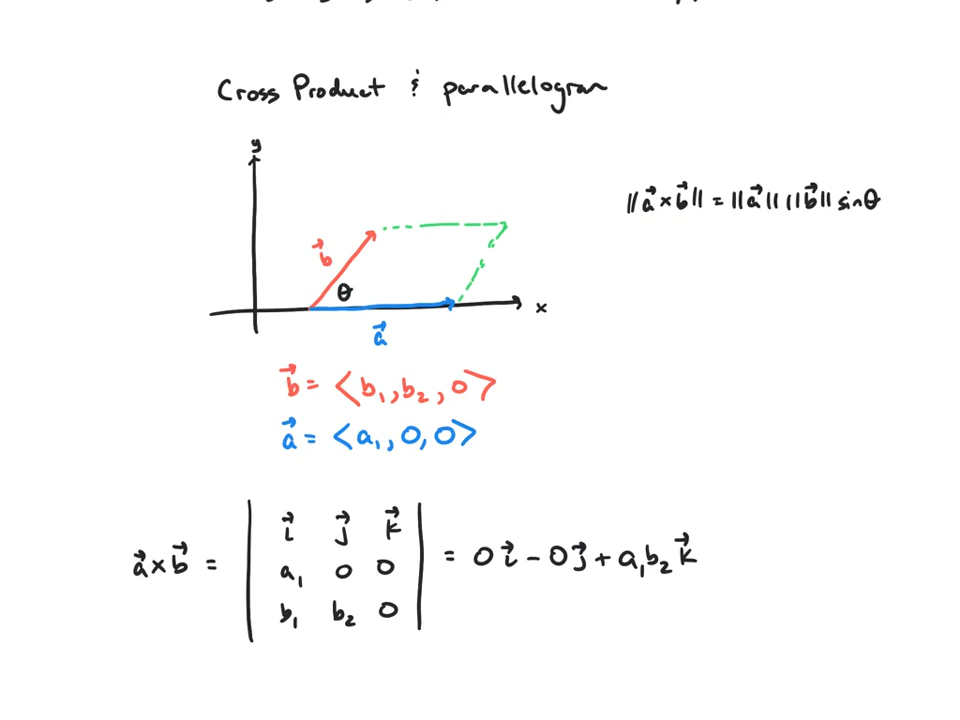 Cross Product & parallelogram
y
‖a⃗ × b⃗‖ = ‖a⃗‖ ‖b⃗‖ sin θ
b⃗
θ
x
a⃗
b⃗ = <b₁, b₂, 0>
a⃗ = <a₁, 0, 0>
i⃗ j⃗ k⃗
a⃗ × b⃗ = | a₁ 0 0 | = 0 i⃗ - 0 j⃗ + a₁b₂ k⃗
b₁ b₂ 0